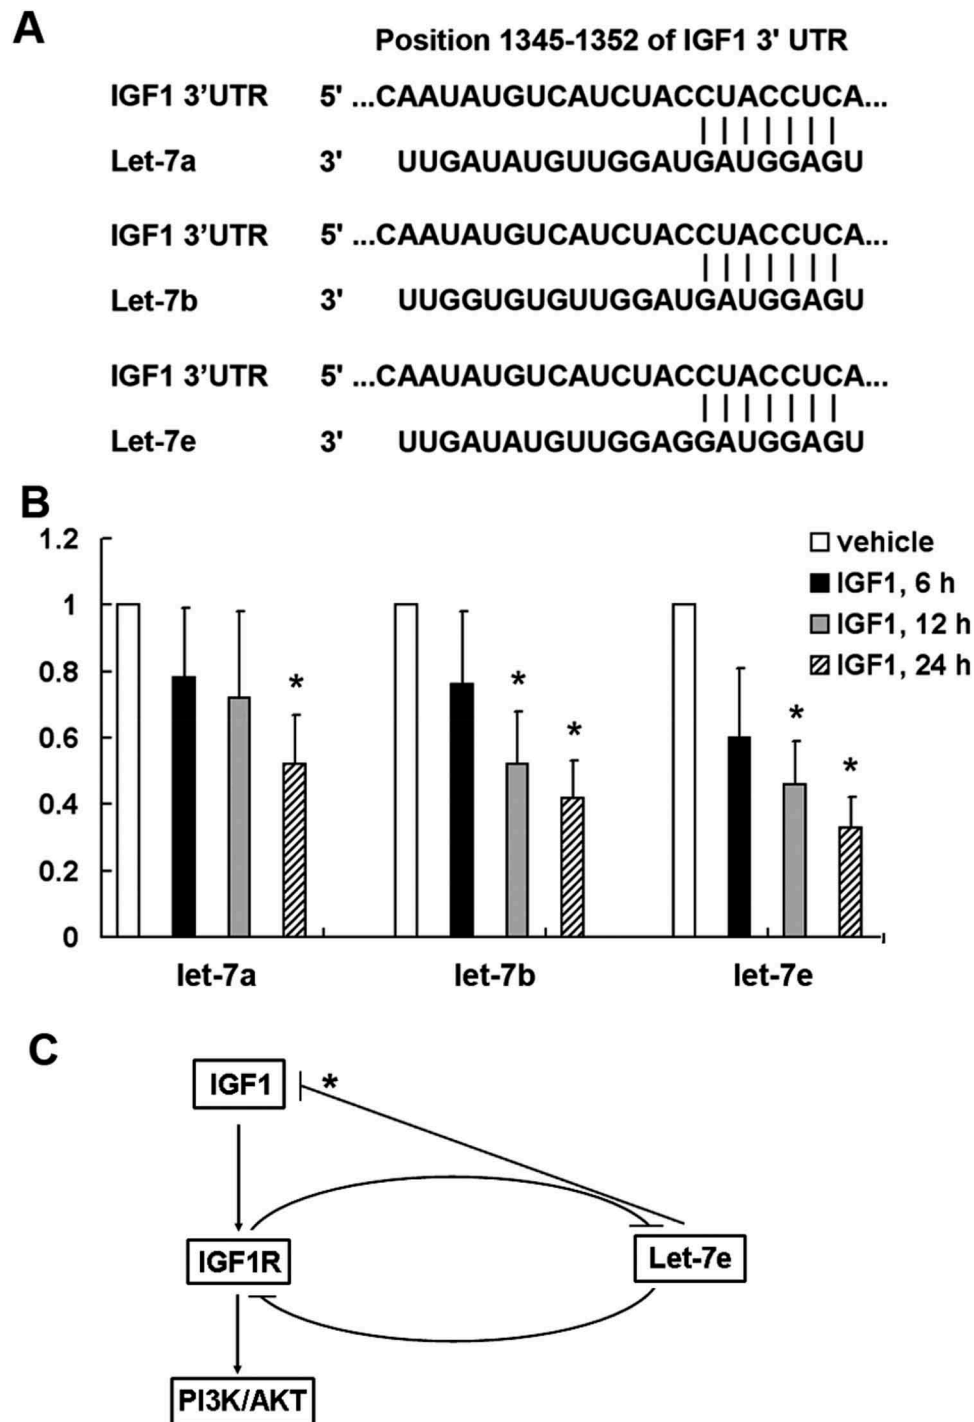 A
Position 1345-1352 of IGF1 3' UTR
IGF1 3'UTR 5' ...CAAUAUGUCAUCUACCUACCUCA...
Let-7a 3' UUGAUAUGUUGGAUGAUGGAGU
IGF1 3'UTR 5' ...CAAUAUGUCAUCUACCUACCUCA...
Let-7b 3' UUGGUGUGUUGGAUGAUGGAGU
IGF1 3'UTR 5' ...CAAUAUGUCAUCUACCUACCUCA...
Let-7e 3' UUGAUAUGUUGGAGGAUGGAGU
B
1.2
1
0.8
0.6
0.4
0.2
0
vehicle
IGF1, 6 h
IGF1, 12 h
IGF1, 24 h
*
*
*
*
*
let-7a let-7b let-7e
C
IGF1 *
IGF1R
Let-7e
PI3K/AKT